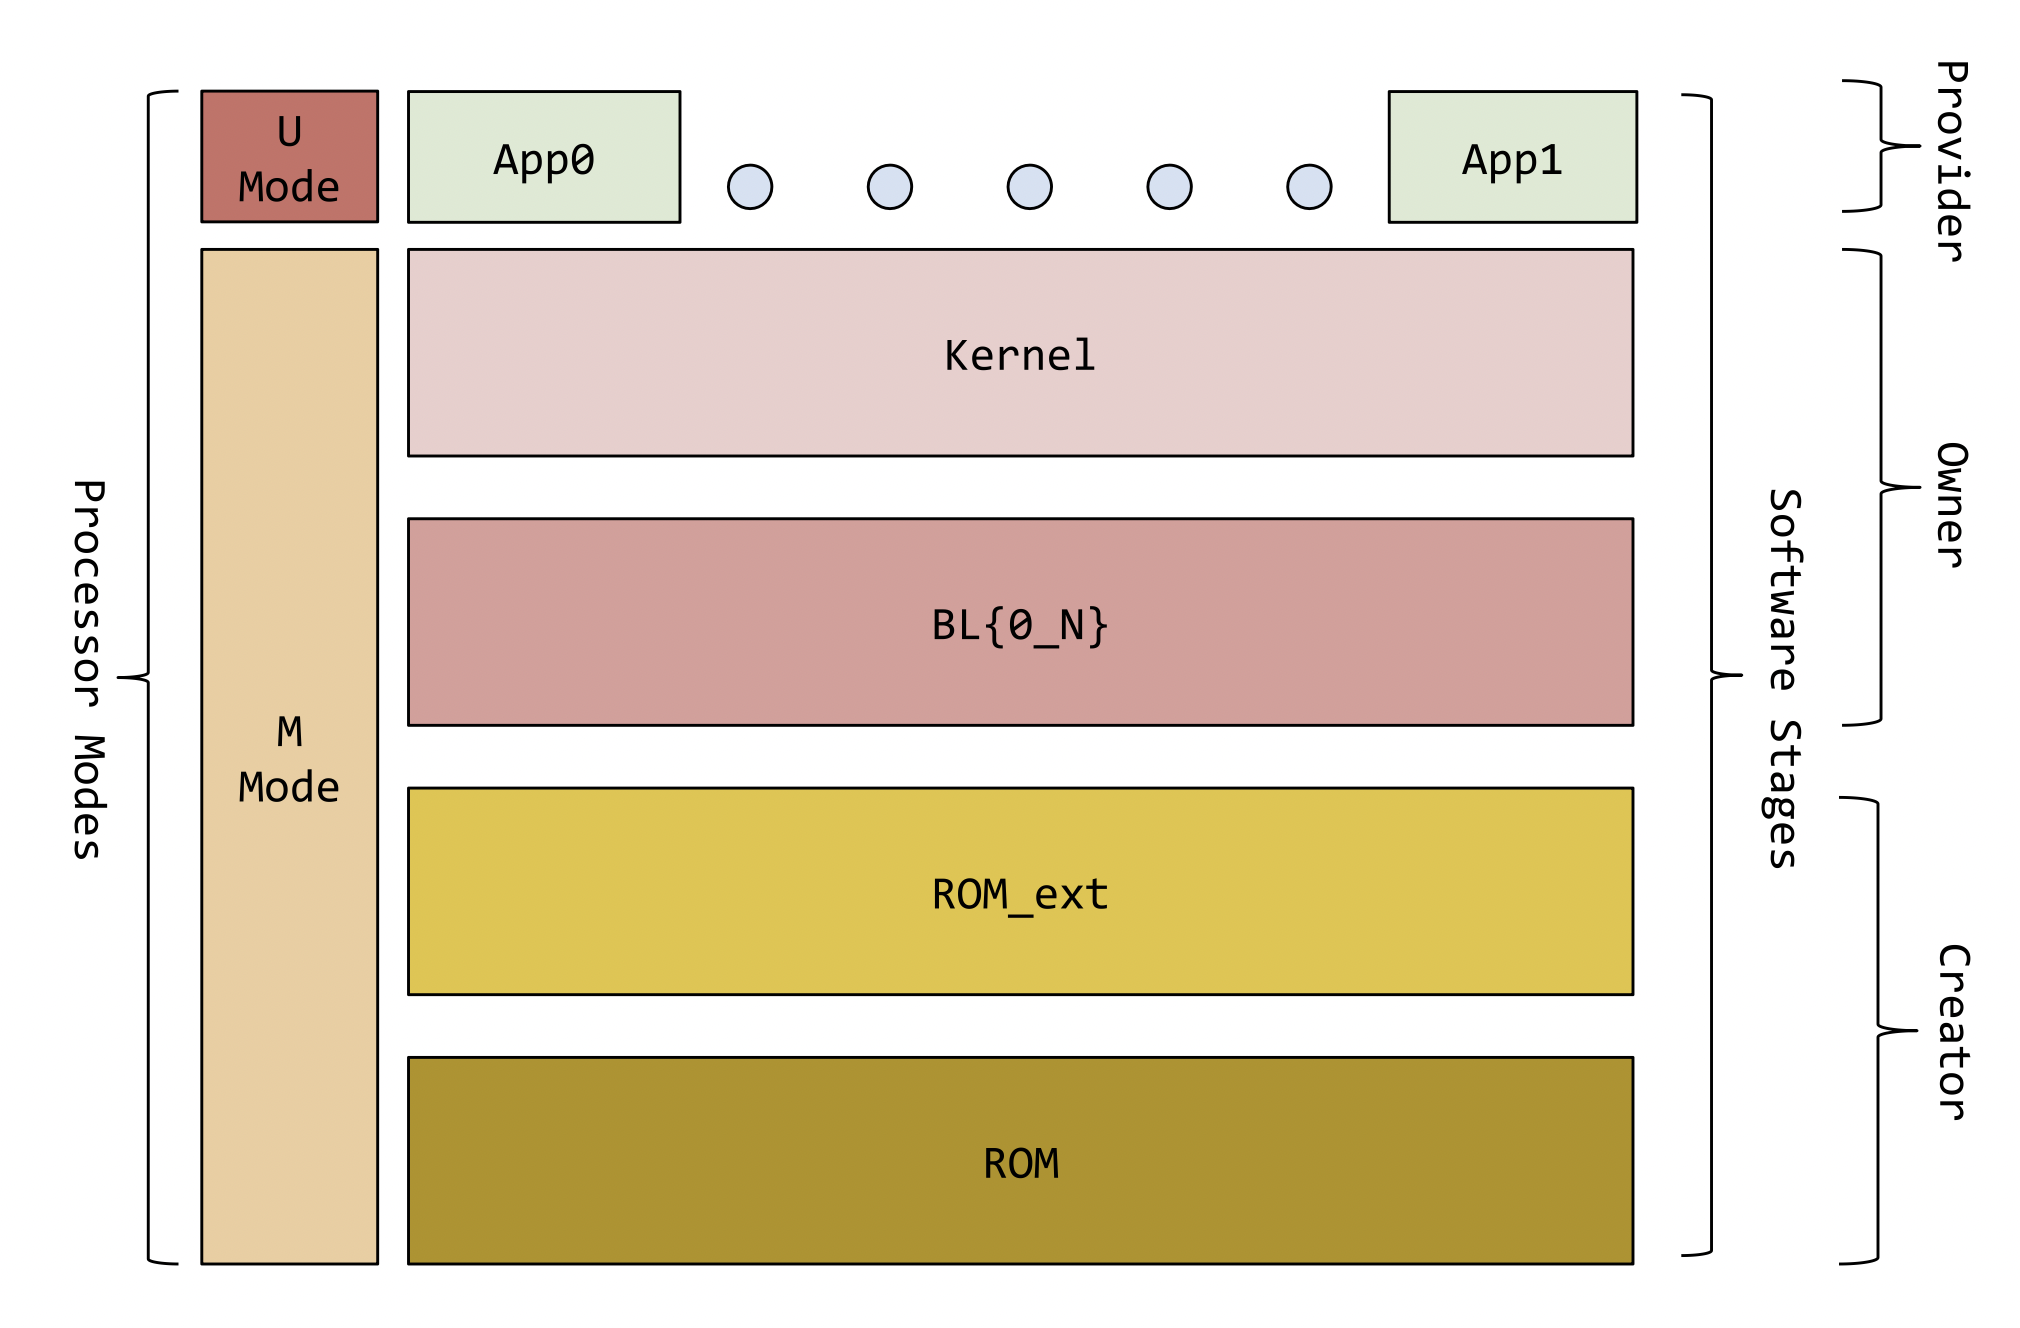 U
Mode
App0
App1
Kernel
BL{0_N}
M
Mode
ROM_ext
ROM
Processor Modes
Software Stages
Provider
Owner
Creator